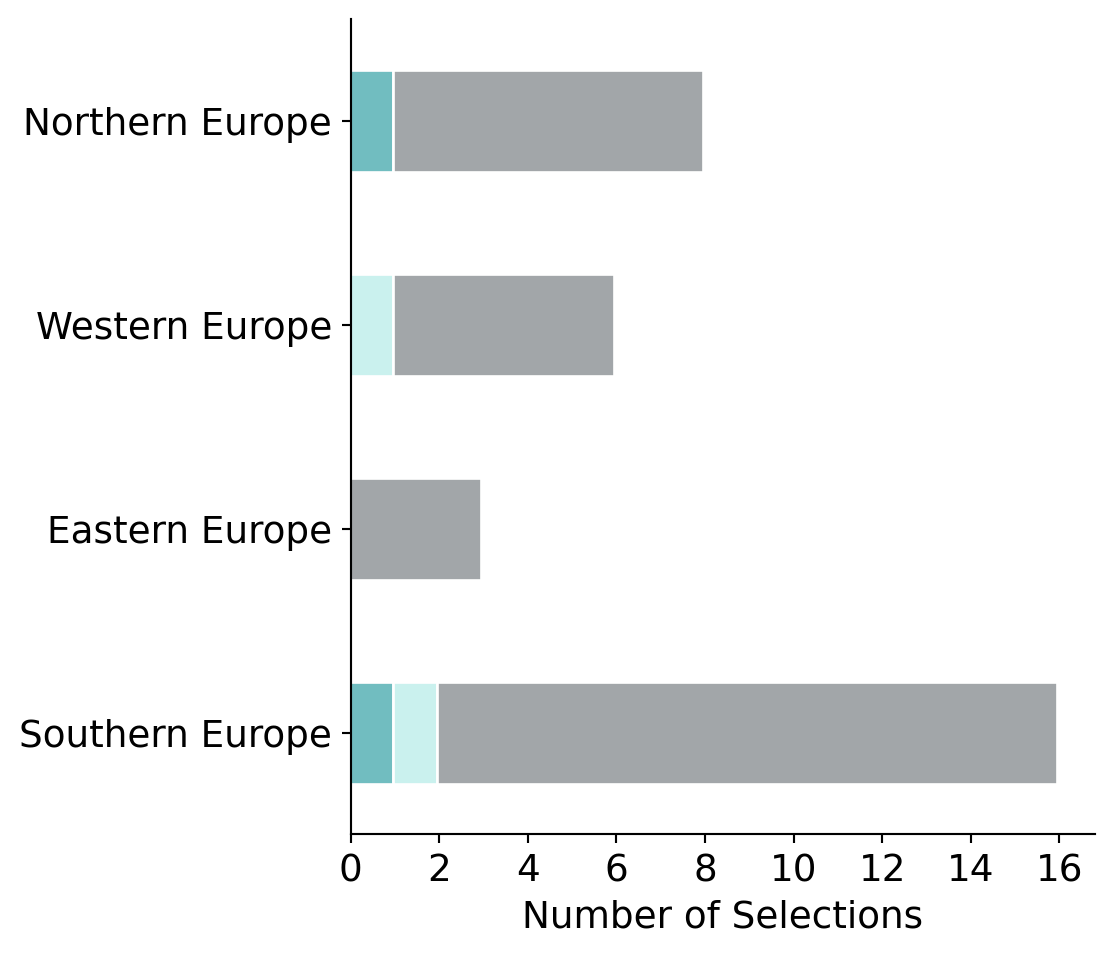 Northern Europe
Western Europe
Eastern Europe
Southern Europe
0 2 4 6 8 10 12 14 16
Number of Selections